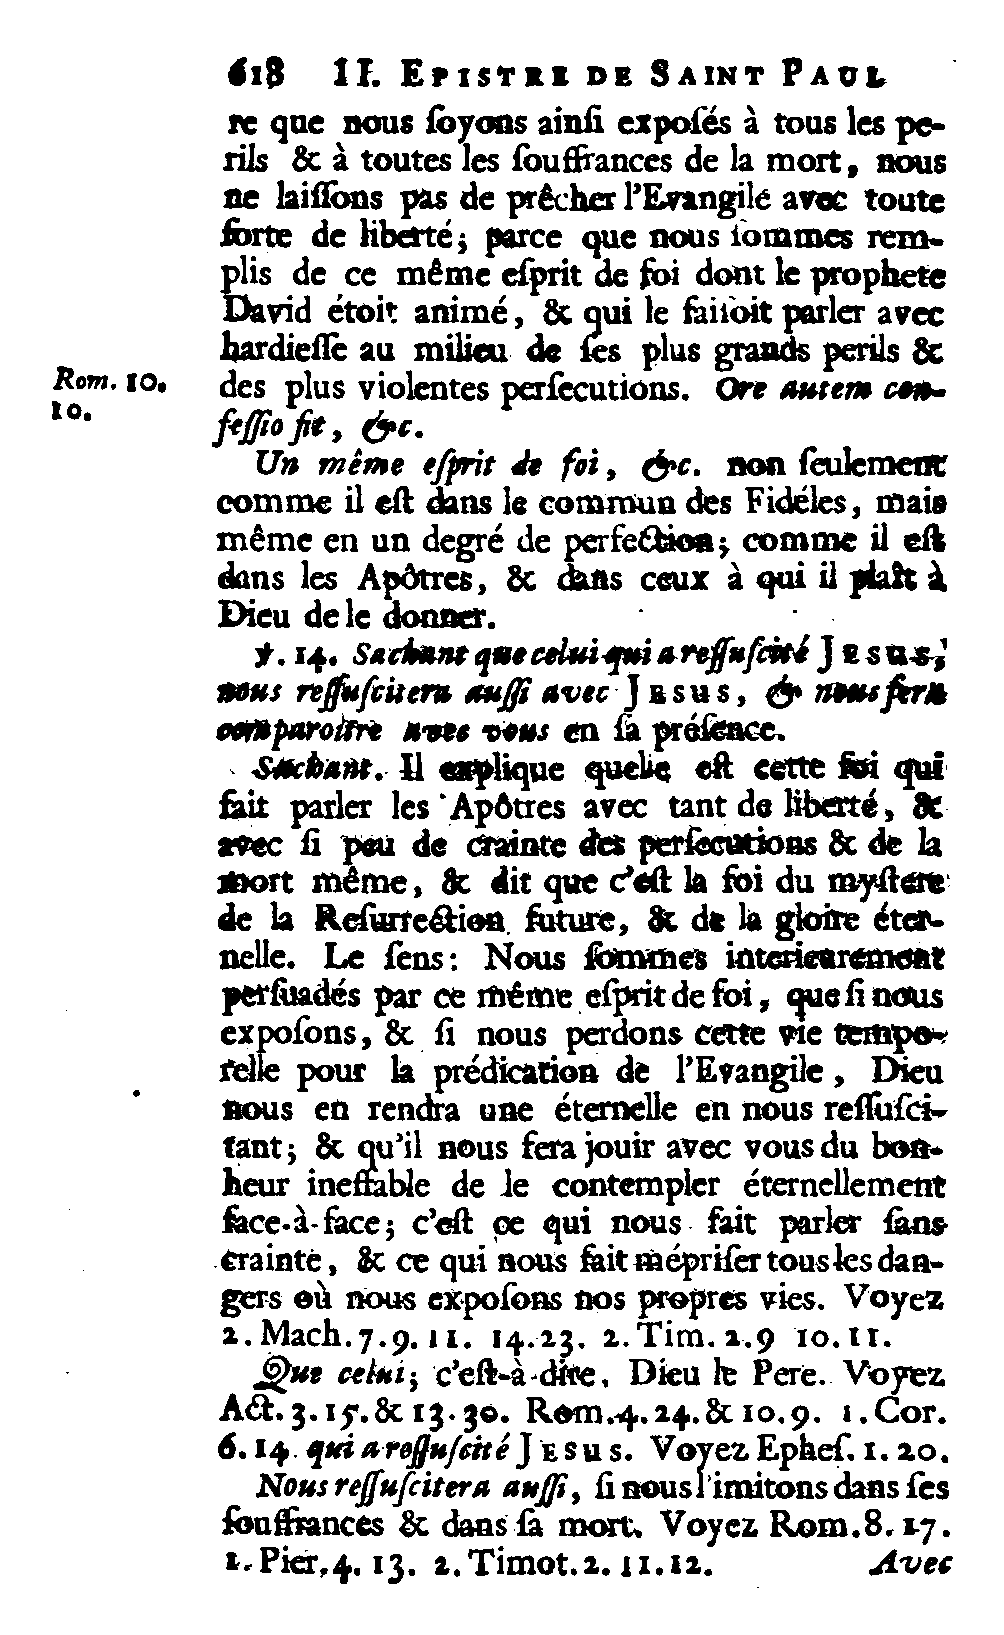 618 II. EPISTRE DE SAINT PAUL
re que nous ſoyons ainſi expoſés à tous les pe-
rils & à toutes les ſouffrances de la mort, nous
ne laiſſons pas de prêcher l'Evangile avec toute
ſorte de liberté; parce que nous ſommes rem-
plis de ce même eſprit de foi dont le prophete
David étoit animé, & qui le faiſoit parler avec
hardieſſe au milieu de ſes plus grands perils &
Rom. 10.
10.
des plus violentes perſecutions. Ore autem con-
feſſio fit, &c.
Un même eſprit de foi, &c. non ſeulement
comme il eſt dans le commun des Fidéles, mais
même en un degré de perfection; comme il eſt
dans les Apôtres, & dans ceux à qui il plaît à
Dieu de le donner.
℣. 14. Sachant que celui qui a reſſuſcité JESUS,
nous reſſuſcitera auſſi avec JESUS, & nous fera
comparoître avec vous en ſa préſence.
Sachant. Il explique quelle eſt cette foi qui
fait parler les Apôtres avec tant de liberté, &
avec ſi peu de crainte des perſecutions & de la
mort même, & dit que c'eſt la foi du myſtere
de la Reſurrection future, & de la gloire éter-
nelle. Le ſens: Nous ſommes interieurement
perſuadés par ce même eſprit de foi, que ſi nous
expoſons, & ſi nous perdons cette vie tempo-
relle pour la prédication de l'Evangile, Dieu
nous en rendra une éternelle en nous reſſuſci-
tant; & qu'il nous fera jouir avec vous du bon-
heur ineffable de le contempler éternellement
face-à-face; c'eſt ce qui nous fait parler ſans
crainte, & ce qui nous fait mépriſer tous les dan-
gers où nous expoſons nos propres vies. Voyez
2. Mach. 7. 9. 11. 14. 23. 2. Tim. 2. 9 10. 11.
Que celui; c'eſt-à-dire, Dieu le Pere. Voyez
Act. 3. 15. & 13. 30. Rom. 4. 24. & 10. 9. 1. Cor.
6. 14. qui a reſſuſcité JESUS. Voyez Epheſ. 1. 20.
Nous reſſuſcitera auſſi, ſi nous l'imitons dans ſes
ſouffrances & dans ſa mort. Voyez Rom. 8. 17.
1. Pier. 4. 13. 2. Timot. 2. 11. 12. Avec